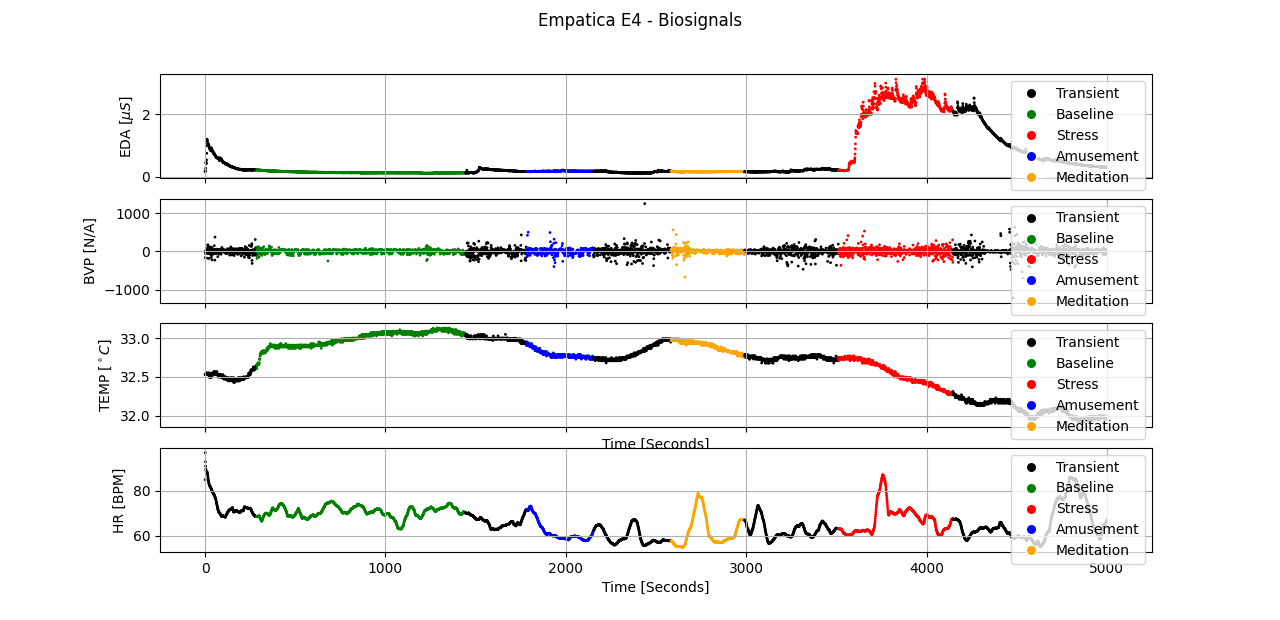 Empatica E4 - Biosignals
EDA [μS]
2
0
Transient
Baseline
Stress
Amusement
Meditation
BVP [N/A]
1000
0
−1000
Transient
Baseline
Stress
Amusement
Meditation
TEMP [°C]
33.0
32.5
32.0
Transient
Baseline
Stress
Amusement
Meditation
Time [Seconds]
HR [BPM]
80
60
Transient
Baseline
Stress
Amusement
Meditation
0 1000 2000 3000 4000 5000
Time [Seconds]